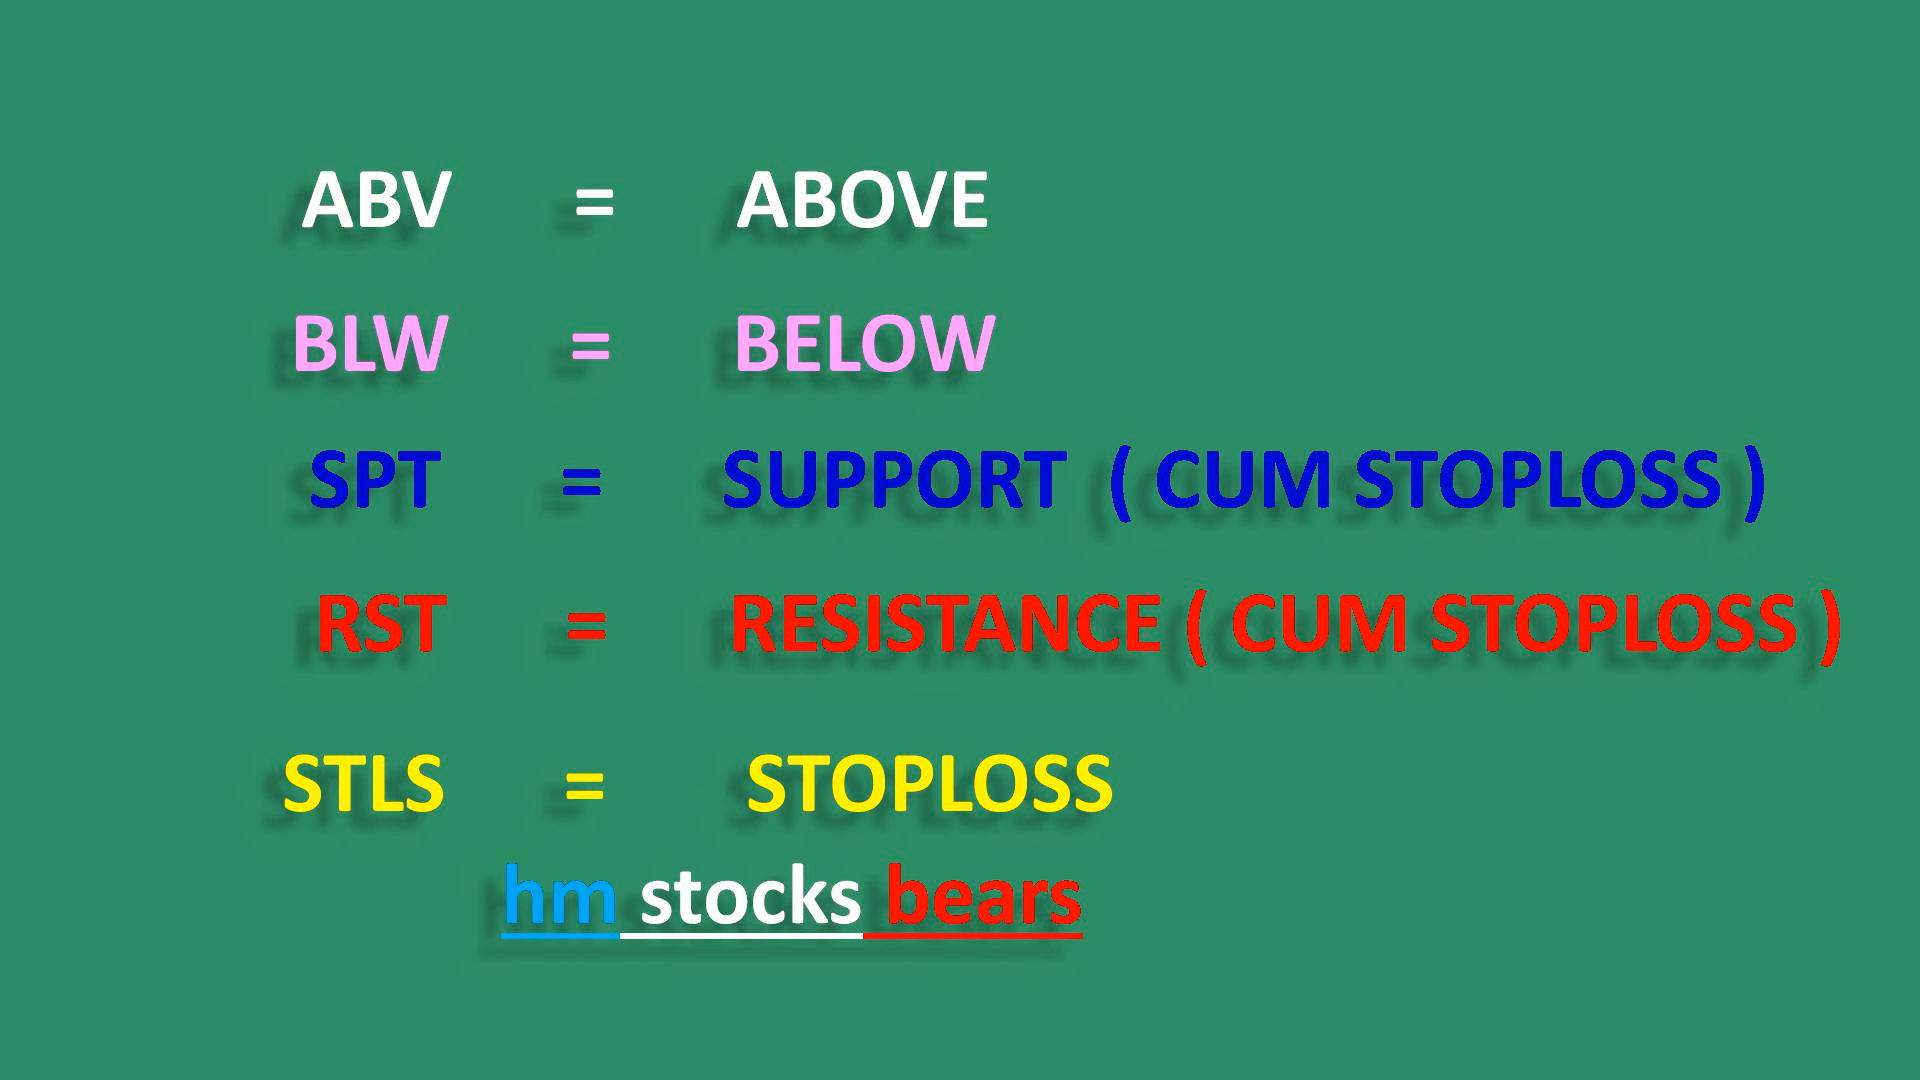 ABV = ABOVE
BLW = BELOW
SPT = SUPPORT ( CUM STOPLOSS )
RST = RESISTANCE ( CUM STOPLOSS )
STLS = STOPLOSS
hm stocks bears